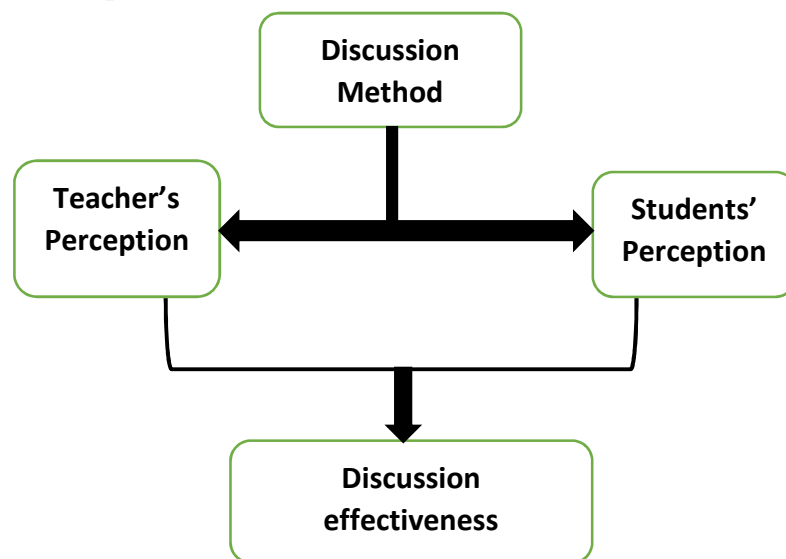 Discussion
Method
Teacher’s
Perception
Students’
Perception
Discussion
effectiveness